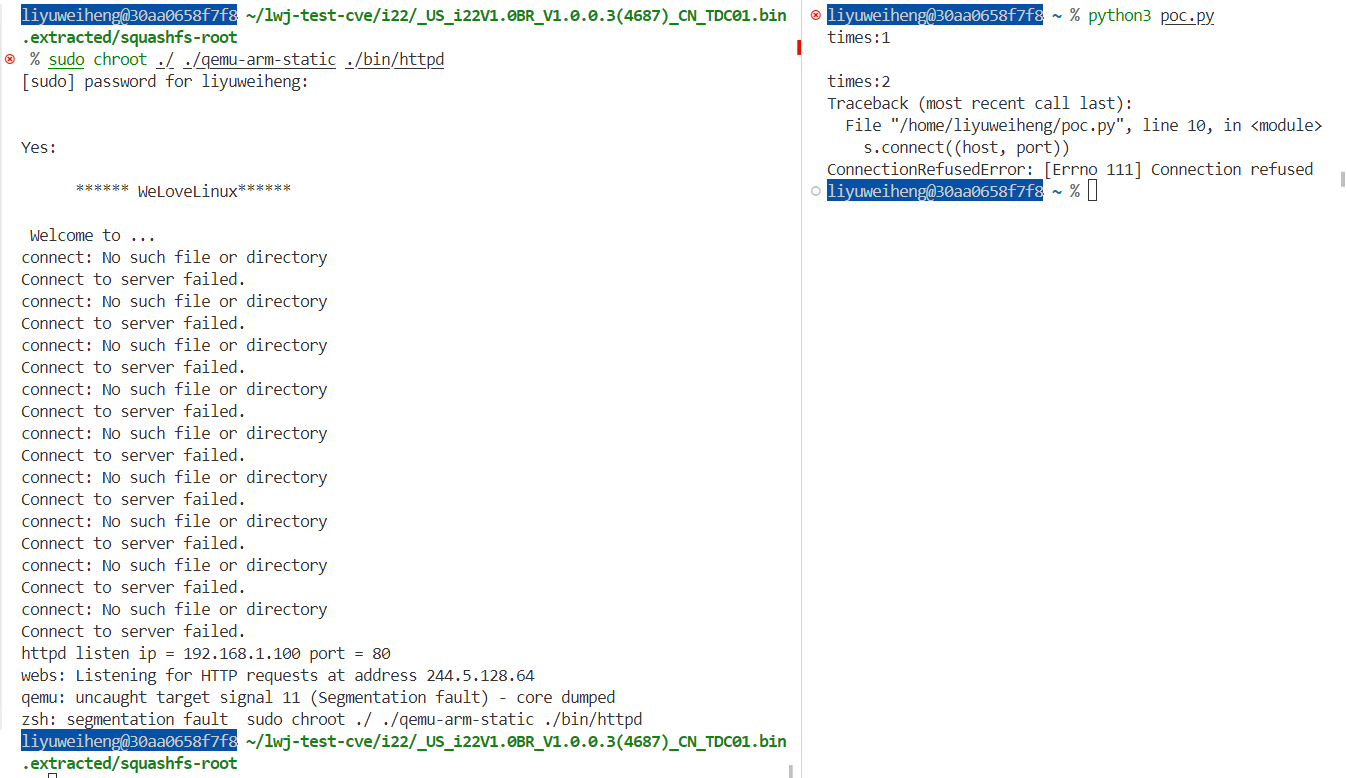 liyuweiheng@30aa0658f7f8 ~/lwj-test-cve/i22/_US_i22V1.0BR_V1.0.0.3(4687)_CN_TDC01.bin
.extracted/squashfs-root
% sudo chroot ./ ./qemu-arm-static ./bin/httpd
[sudo] password for liyuweiheng:
Yes:
****** WeLoveLinux******
Welcome to ...
connect: No such file or directory
Connect to server failed.
connect: No such file or directory
Connect to server failed.
connect: No such file or directory
Connect to server failed.
connect: No such file or directory
Connect to server failed.
connect: No such file or directory
Connect to server failed.
connect: No such file or directory
Connect to server failed.
connect: No such file or directory
Connect to server failed.
connect: No such file or directory
Connect to server failed.
connect: No such file or directory
Connect to server failed.
httpd listen ip = 192.168.1.100 port = 80
webs: Listening for HTTP requests at address 244.5.128.64
qemu: uncaught target signal 11 (Segmentation fault) - core dumped
zsh: segmentation fault  sudo chroot ./ ./qemu-arm-static ./bin/httpd
liyuweiheng@30aa0658f7f8 ~/lwj-test-cve/i22/_US_i22V1.0BR_V1.0.0.3(4687)_CN_TDC01.bin
.extracted/squashfs-root
liyuweiheng@30aa0658f7f8 ~ % python3 poc.py
times:1
times:2
Traceback (most recent call last):
  File "/home/liyuweiheng/poc.py", line 10, in <module>
    s.connect((host, port))
ConnectionRefusedError: [Errno 111] Connection refused
liyuweiheng@30aa0658f7f8 ~ %